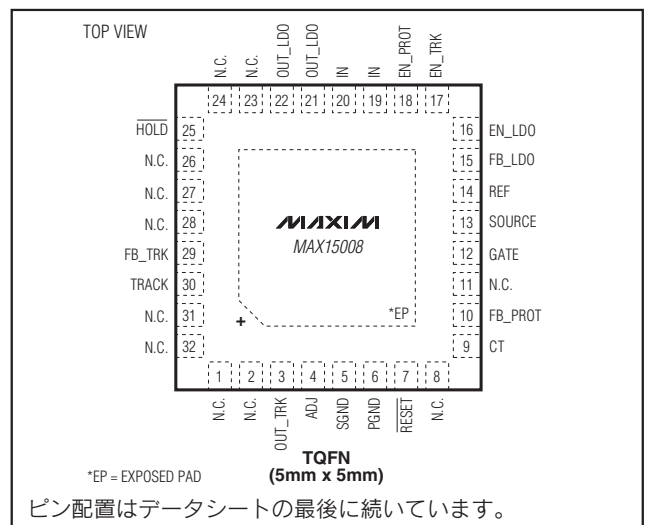 TOP VIEW
N.C.
N.C.
OUT_LDO
OUT_LDO
IN
IN
EN_PROT
EN_TRK
24 23 22 21 20 19 18 17
HOLD 25
N.C. 26
N.C. 27
N.C. 28
FB_TRK 29
TRACK 30
N.C. 31
N.C. 32
16 EN_LDO
15 FB_LDO
14 REF
13 SOURCE
12 GATE
11 N.C.
10 FB_PROT
9 CT
MAXIM
MAX15008
*EP
+
1 2 3 4 5 6 7 8
N.C.
N.C.
OUT_TRK
ADJ
SGND
PGND
RESET
N.C.
TQFN
(5mm x 5mm)
*EP = EXPOSED PAD
ピン配置はデータシートの最後に続いています。